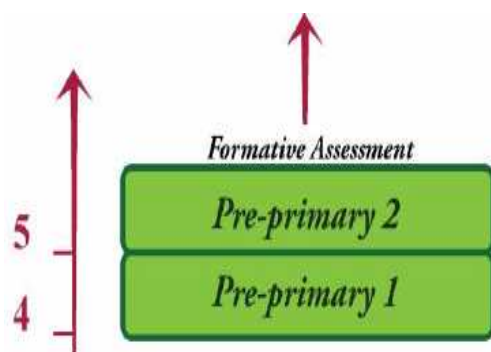 Formative Assessment
Pre-primary 2
5
Pre-primary 1
4